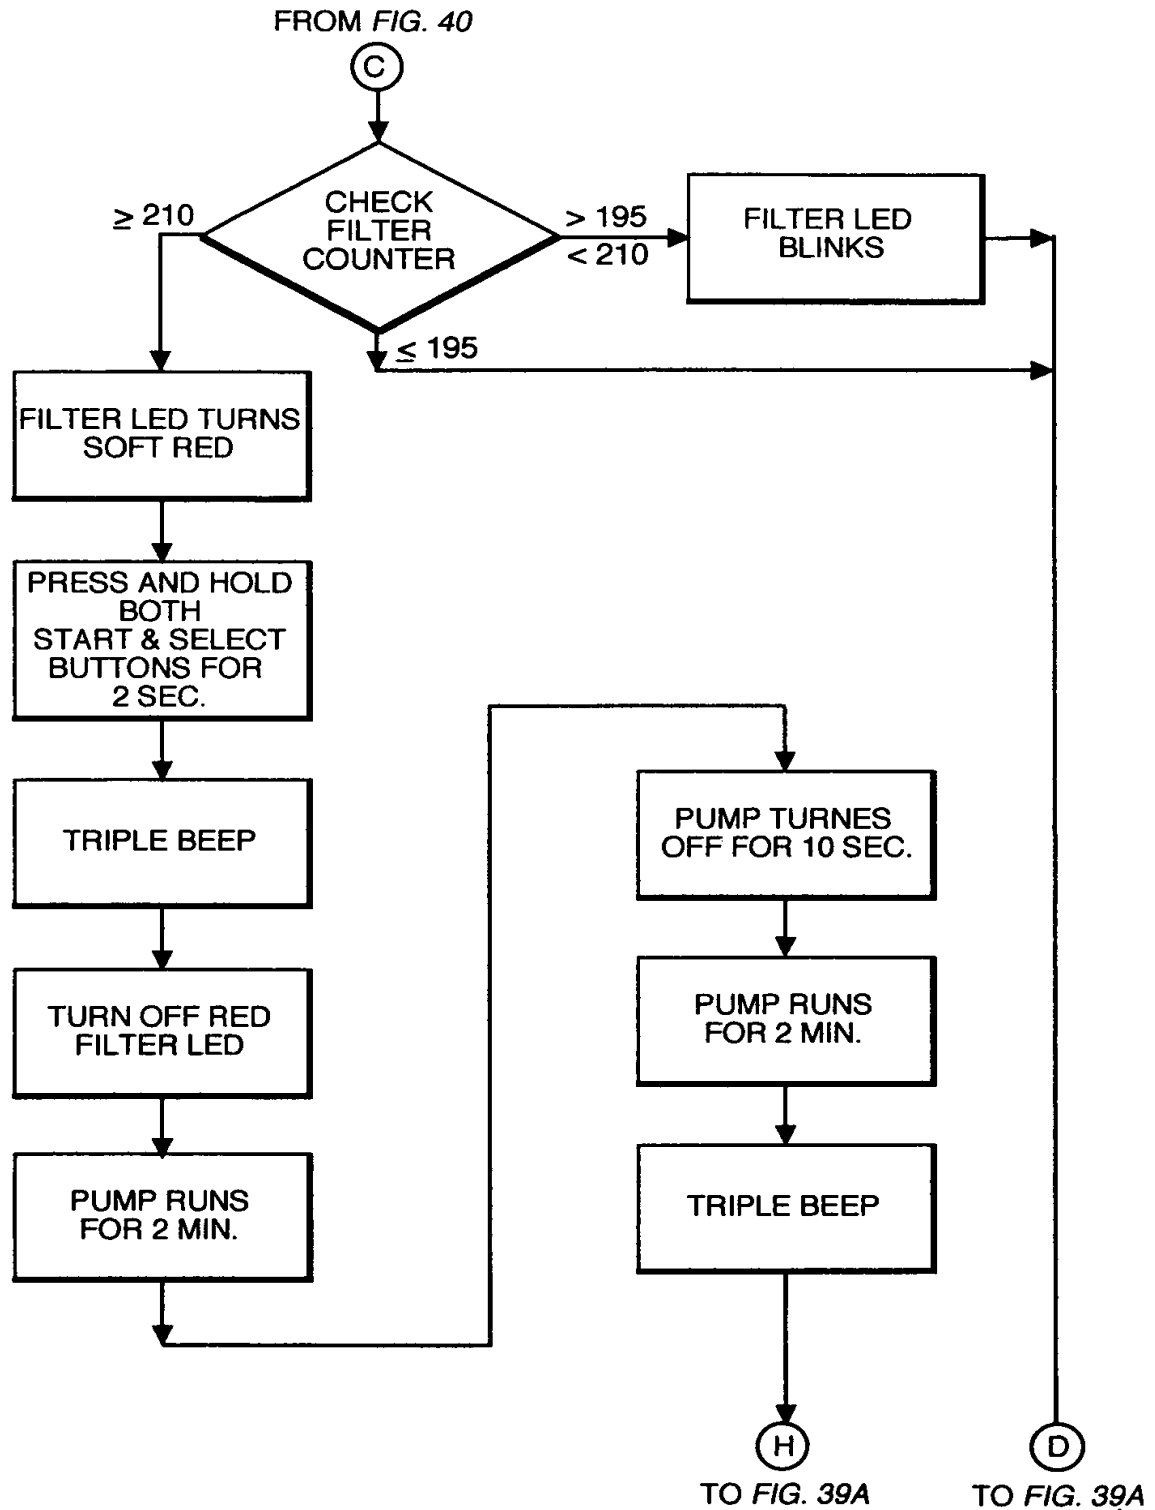 FROM FIG. 40
C
CHECK
FILTER
COUNTER
≥ 210
> 195
< 210
FILTER LED
BLINKS
≤ 195
FILTER LED TURNS
SOFT RED
PRESS AND HOLD
BOTH
START & SELECT
BUTTONS FOR
2 SEC.
TRIPLE BEEP
TURN OFF RED
FILTER LED
PUMP RUNS
FOR 2 MIN.
PUMP TURNES
OFF FOR 10 SEC.
PUMP RUNS
FOR 2 MIN.
TRIPLE BEEP
H
TO FIG. 39A
D
TO FIG. 39A